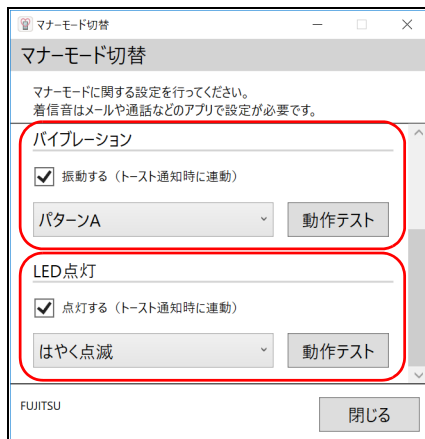 マナーモード切替
マナーモード切替
マナーモードに関する設定を行ってください。
着信音はメールや通話などのアプリで設定が必要です。
バイブレーション
振動する（トースト通知時に連動）
パターンA
動作テスト
LED点灯
点灯する（トースト通知時に連動）
はやく点滅
動作テスト
FUJITSU
閉じる